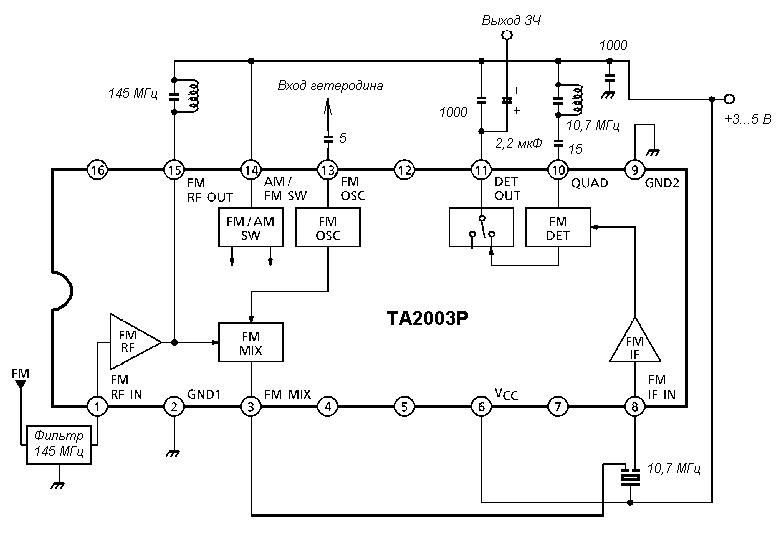 Выход ЗЧ
1000
145 МГц
Вход гетеродина
5
1000
2,2 мкФ
−
+
10,7 МГц
15
+3...5 В
16
15
14
13
12
11
10
9
FM
RF OUT
AM /
FM SW
FM
OSC
DET
OUT
QUAD
GND2
FM / AM
SW
FM
OSC
FM
DET
TA2003P
FM
RF
FM
MIX
FM
IF
FM
FM
RF IN
GND1
FM MIX
VCC
FM
IF IN
1
2
3
4
5
6
7
8
Фильтр
145 МГц
10,7 МГц